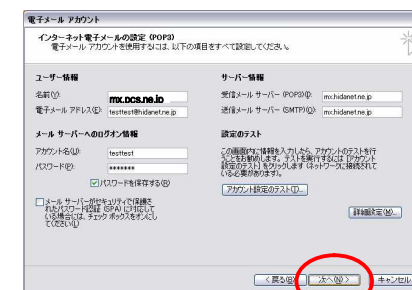 電子メール アカウント
インターネット電子メールの設定 (POP3)
電子メール アカウントを使用するには、以下の項目をすべて設定してください。
ユーザー情報
名前(Y):
mx.pcs.ne.jp
電子メール アドレス(E):
testtest@hidanet.ne.jp
メール サーバーへのログオン情報
アカウント名(U):
testtest
パスワード(P):
*******
パスワードを保存する(R)
メール サーバーがセキュリティで保護さ
れたパスワード認証 (SPA) に対応して
いる場合には、チェック ボックスをオンにし
てください(L)
サーバー情報
受信メール サーバー (POP3)(I):
mx.hidanet.ne.jp
送信メール サーバー (SMTP)(O):
mx.hidanet.ne.jp
設定のテスト
この画面内に情報を入力したら、アカウントのテストを行
うことをお勧めします。テストを実行するには [アカウント
設定のテスト] をクリックします (ネットワークに接続されて
いる必要があります)。
アカウント設定のテスト(T)...
詳細設定(M)...
< 戻る(B)
次へ(N) >
キャンセル